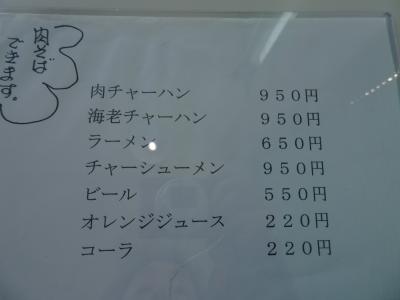 肉そば
できます。
肉チャーハン　９５０円
海老チャーハン　９５０円
ラーメン　６５０円
チャーシューメン　９５０円
ビール　５５０円
オレンジジュース　２２０円
コーラ　２２０円